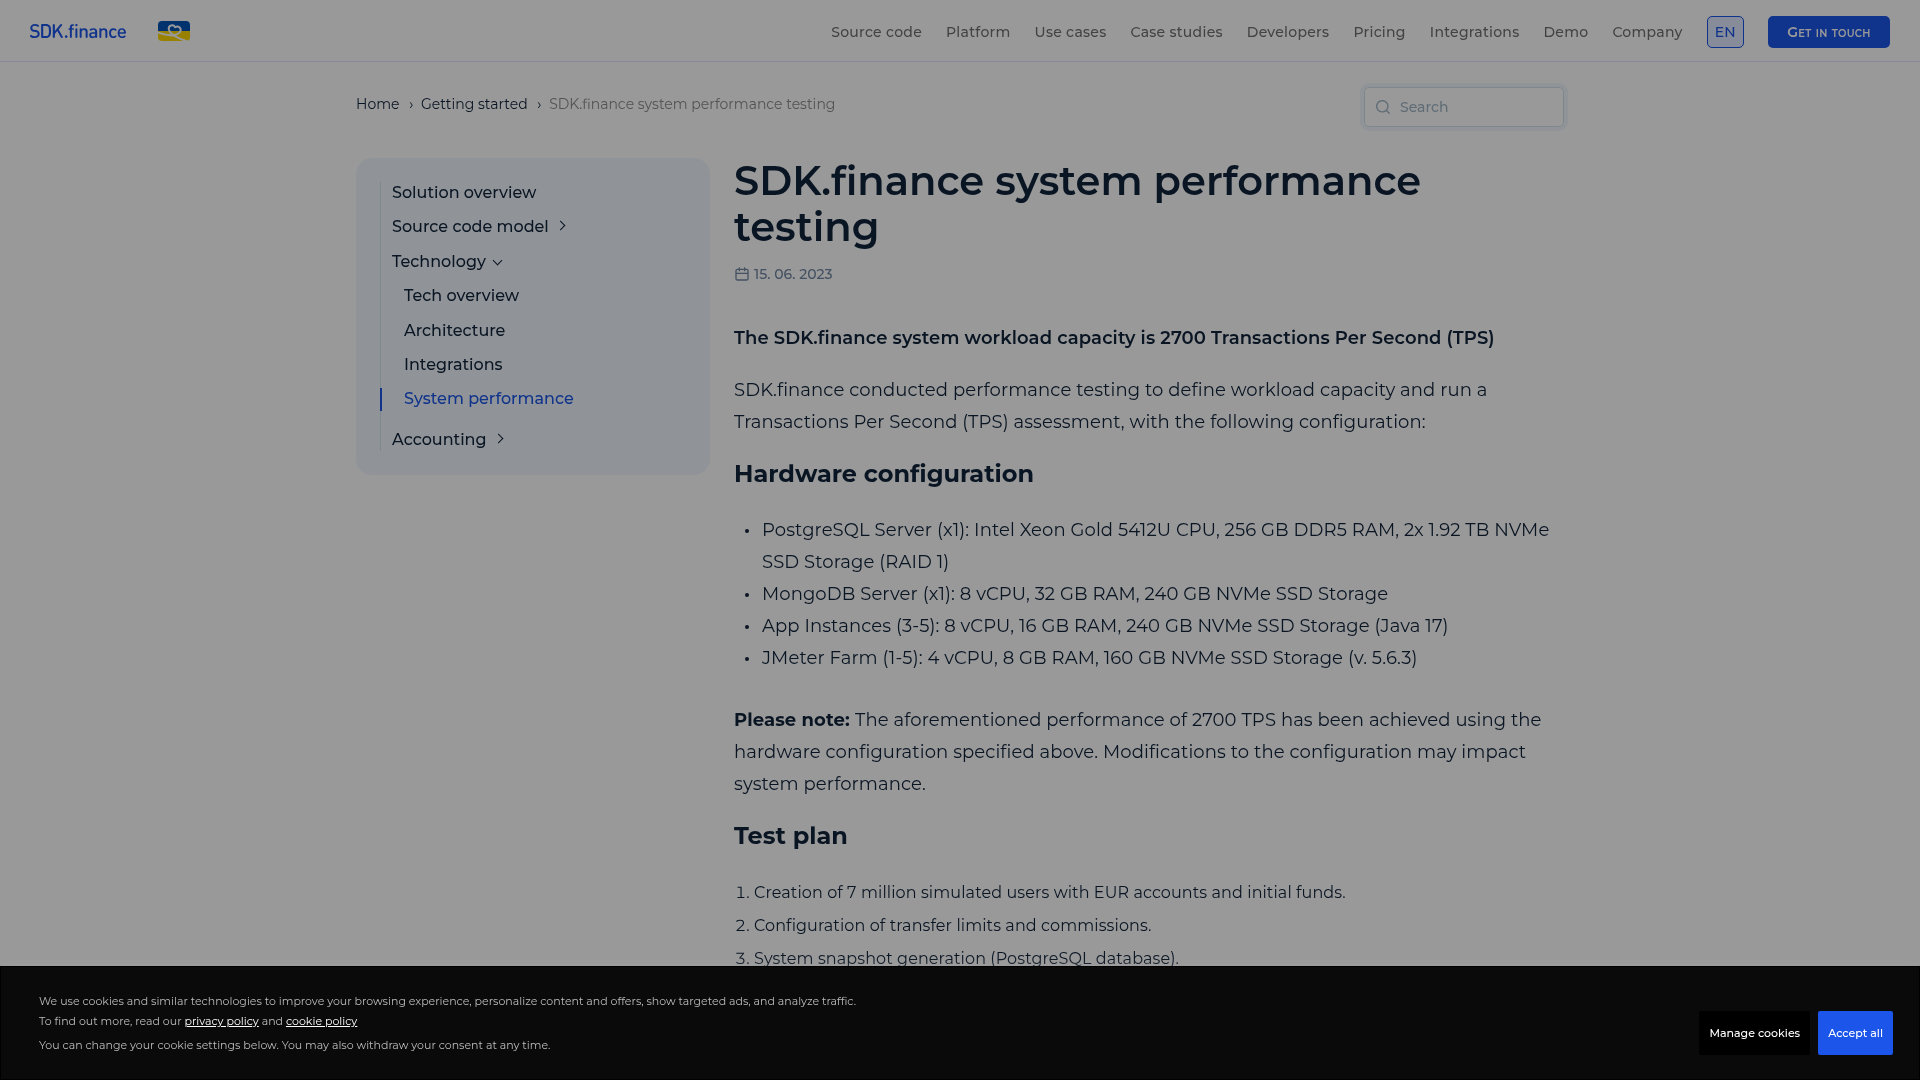 SDK.finance
Source code
Platform
Use cases
Case studies
Developers
Pricing
Integrations
Demo
Company
EN
Get in touch
Home › Getting started › SDK.finance system performance testing
Search
Solution overview
Source code model
Technology
Tech overview
Architecture
Integrations
System performance
Accounting
SDK.finance system performance
testing
15. 06. 2023
The SDK.finance system workload capacity is 2700 Transactions Per Second (TPS)
SDK.finance conducted performance testing to define workload capacity and run a
Transactions Per Second (TPS) assessment, with the following configuration:
Hardware configuration
• PostgreSQL Server (x1): Intel Xeon Gold 5412U CPU, 256 GB DDR5 RAM, 2x 1.92 TB NVMe
SSD Storage (RAID 1)
• MongoDB Server (x1): 8 vCPU, 32 GB RAM, 240 GB NVMe SSD Storage
• App Instances (3-5): 8 vCPU, 16 GB RAM, 240 GB NVMe SSD Storage (Java 17)
• JMeter Farm (1-5): 4 vCPU, 8 GB RAM, 160 GB NVMe SSD Storage (v. 5.6.3)
Please note: The aforementioned performance of 2700 TPS has been achieved using the
hardware configuration specified above. Modifications to the configuration may impact
system performance.
Test plan
1. Creation of 7 million simulated users with EUR accounts and initial funds.
2. Configuration of transfer limits and commissions.
3. System snapshot generation (PostgreSQL database).
We use cookies and similar technologies to improve your browsing experience, personalize content and offers, show targeted ads, and analyze traffic.
To find out more, read our privacy policy and cookie policy
You can change your cookie settings below. You may also withdraw your consent at any time.
Manage cookies
Accept all